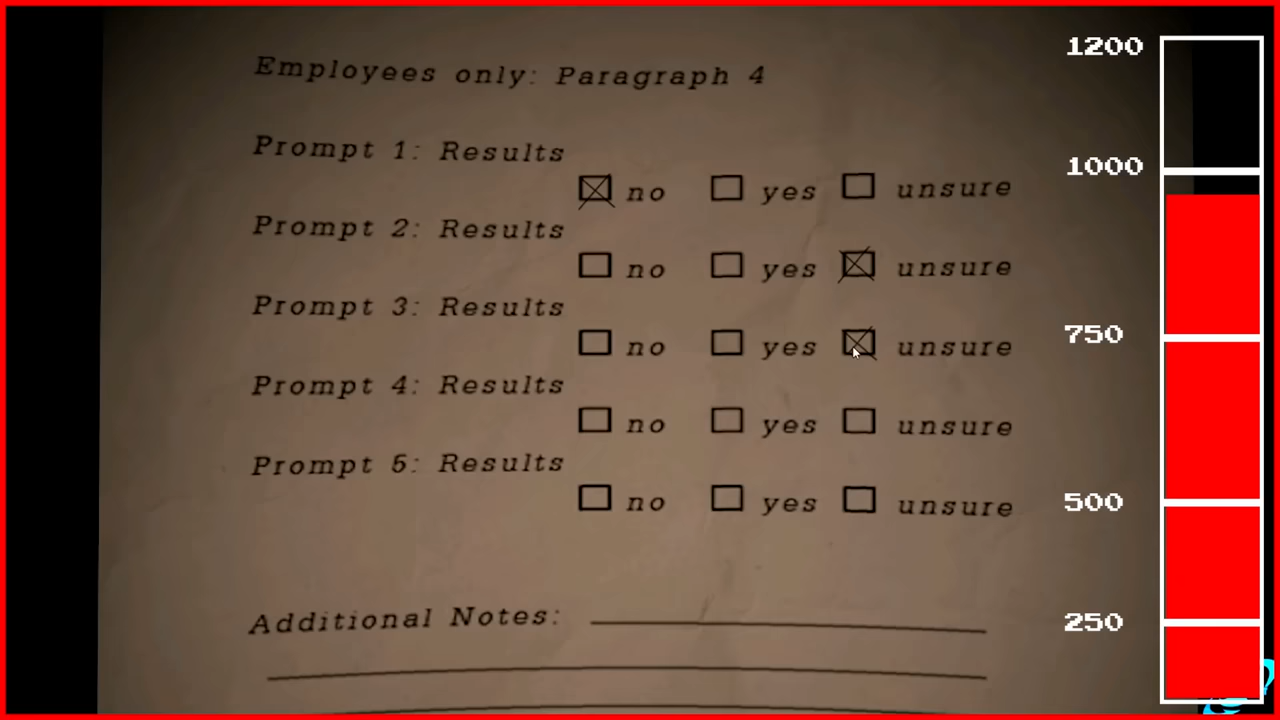 Employees only: Paragraph 4
Prompt 1: Results
no yes unsure
Prompt 2: Results
no yes unsure
Prompt 3: Results
no yes unsure
Prompt 4: Results
no yes unsure
Prompt 5: Results
no yes unsure
Additional Notes:
1200
1000
750
500
250